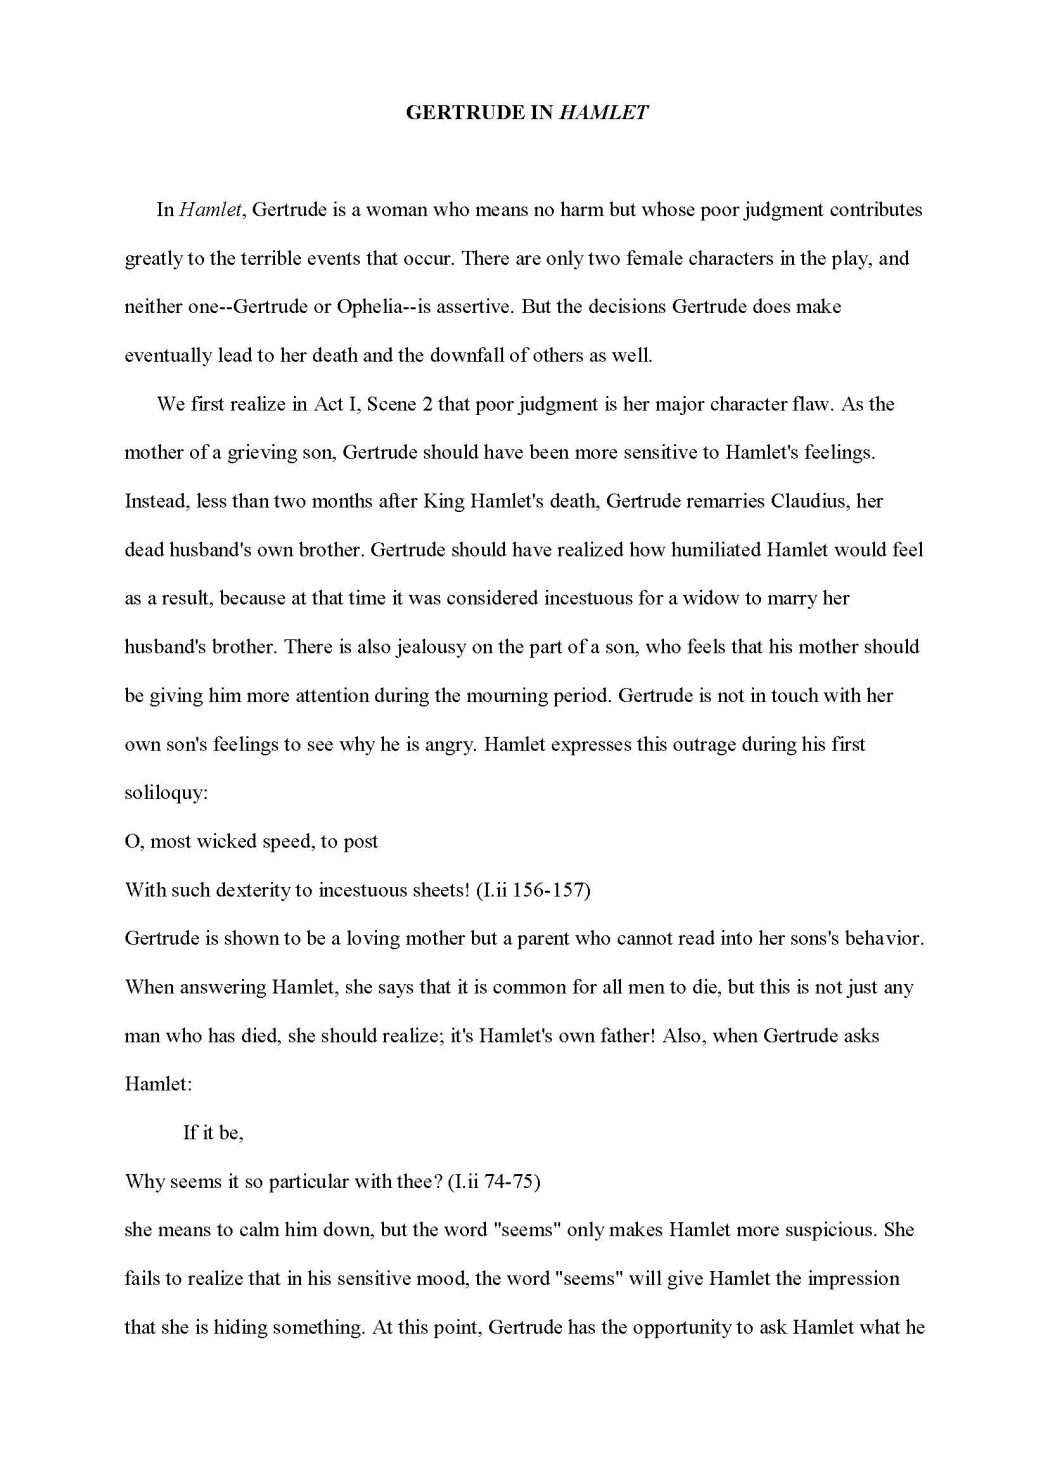 GERTRUDE IN HAMLET
In Hamlet, Gertrude is a woman who means no harm but whose poor judgment contributes
greatly to the terrible events that occur. There are only two female characters in the play, and
neither one--Gertrude or Ophelia--is assertive. But the decisions Gertrude does make
eventually lead to her death and the downfall of others as well.
We first realize in Act I, Scene 2 that poor judgment is her major character flaw. As the
mother of a grieving son, Gertrude should have been more sensitive to Hamlet's feelings.
Instead, less than two months after King Hamlet's death, Gertrude remarries Claudius, her
dead husband's own brother. Gertrude should have realized how humiliated Hamlet would feel
as a result, because at that time it was considered incestuous for a widow to marry her
husband's brother. There is also jealousy on the part of a son, who feels that his mother should
be giving him more attention during the mourning period. Gertrude is not in touch with her
own son's feelings to see why he is angry. Hamlet expresses this outrage during his first
soliloquy:
O, most wicked speed, to post
With such dexterity to incestuous sheets! (I.ii 156-157)
Gertrude is shown to be a loving mother but a parent who cannot read into her sons's behavior.
When answering Hamlet, she says that it is common for all men to die, but this is not just any
man who has died, she should realize; it's Hamlet's own father! Also, when Gertrude asks
Hamlet:
If it be,
Why seems it so particular with thee? (I.ii 74-75)
she means to calm him down, but the word "seems" only makes Hamlet more suspicious. She
fails to realize that in his sensitive mood, the word "seems" will give Hamlet the impression
that she is hiding something. At this point, Gertrude has the opportunity to ask Hamlet what he